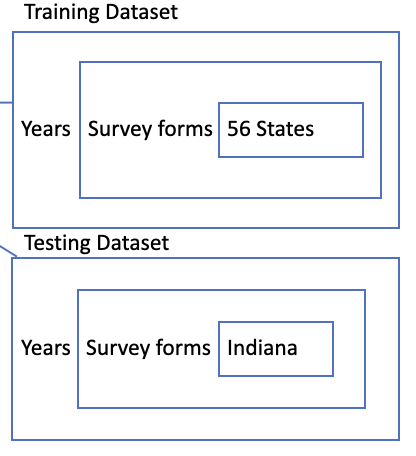 Training Dataset
Years Survey forms 56 States
Testing Dataset
Years Survey forms Indiana